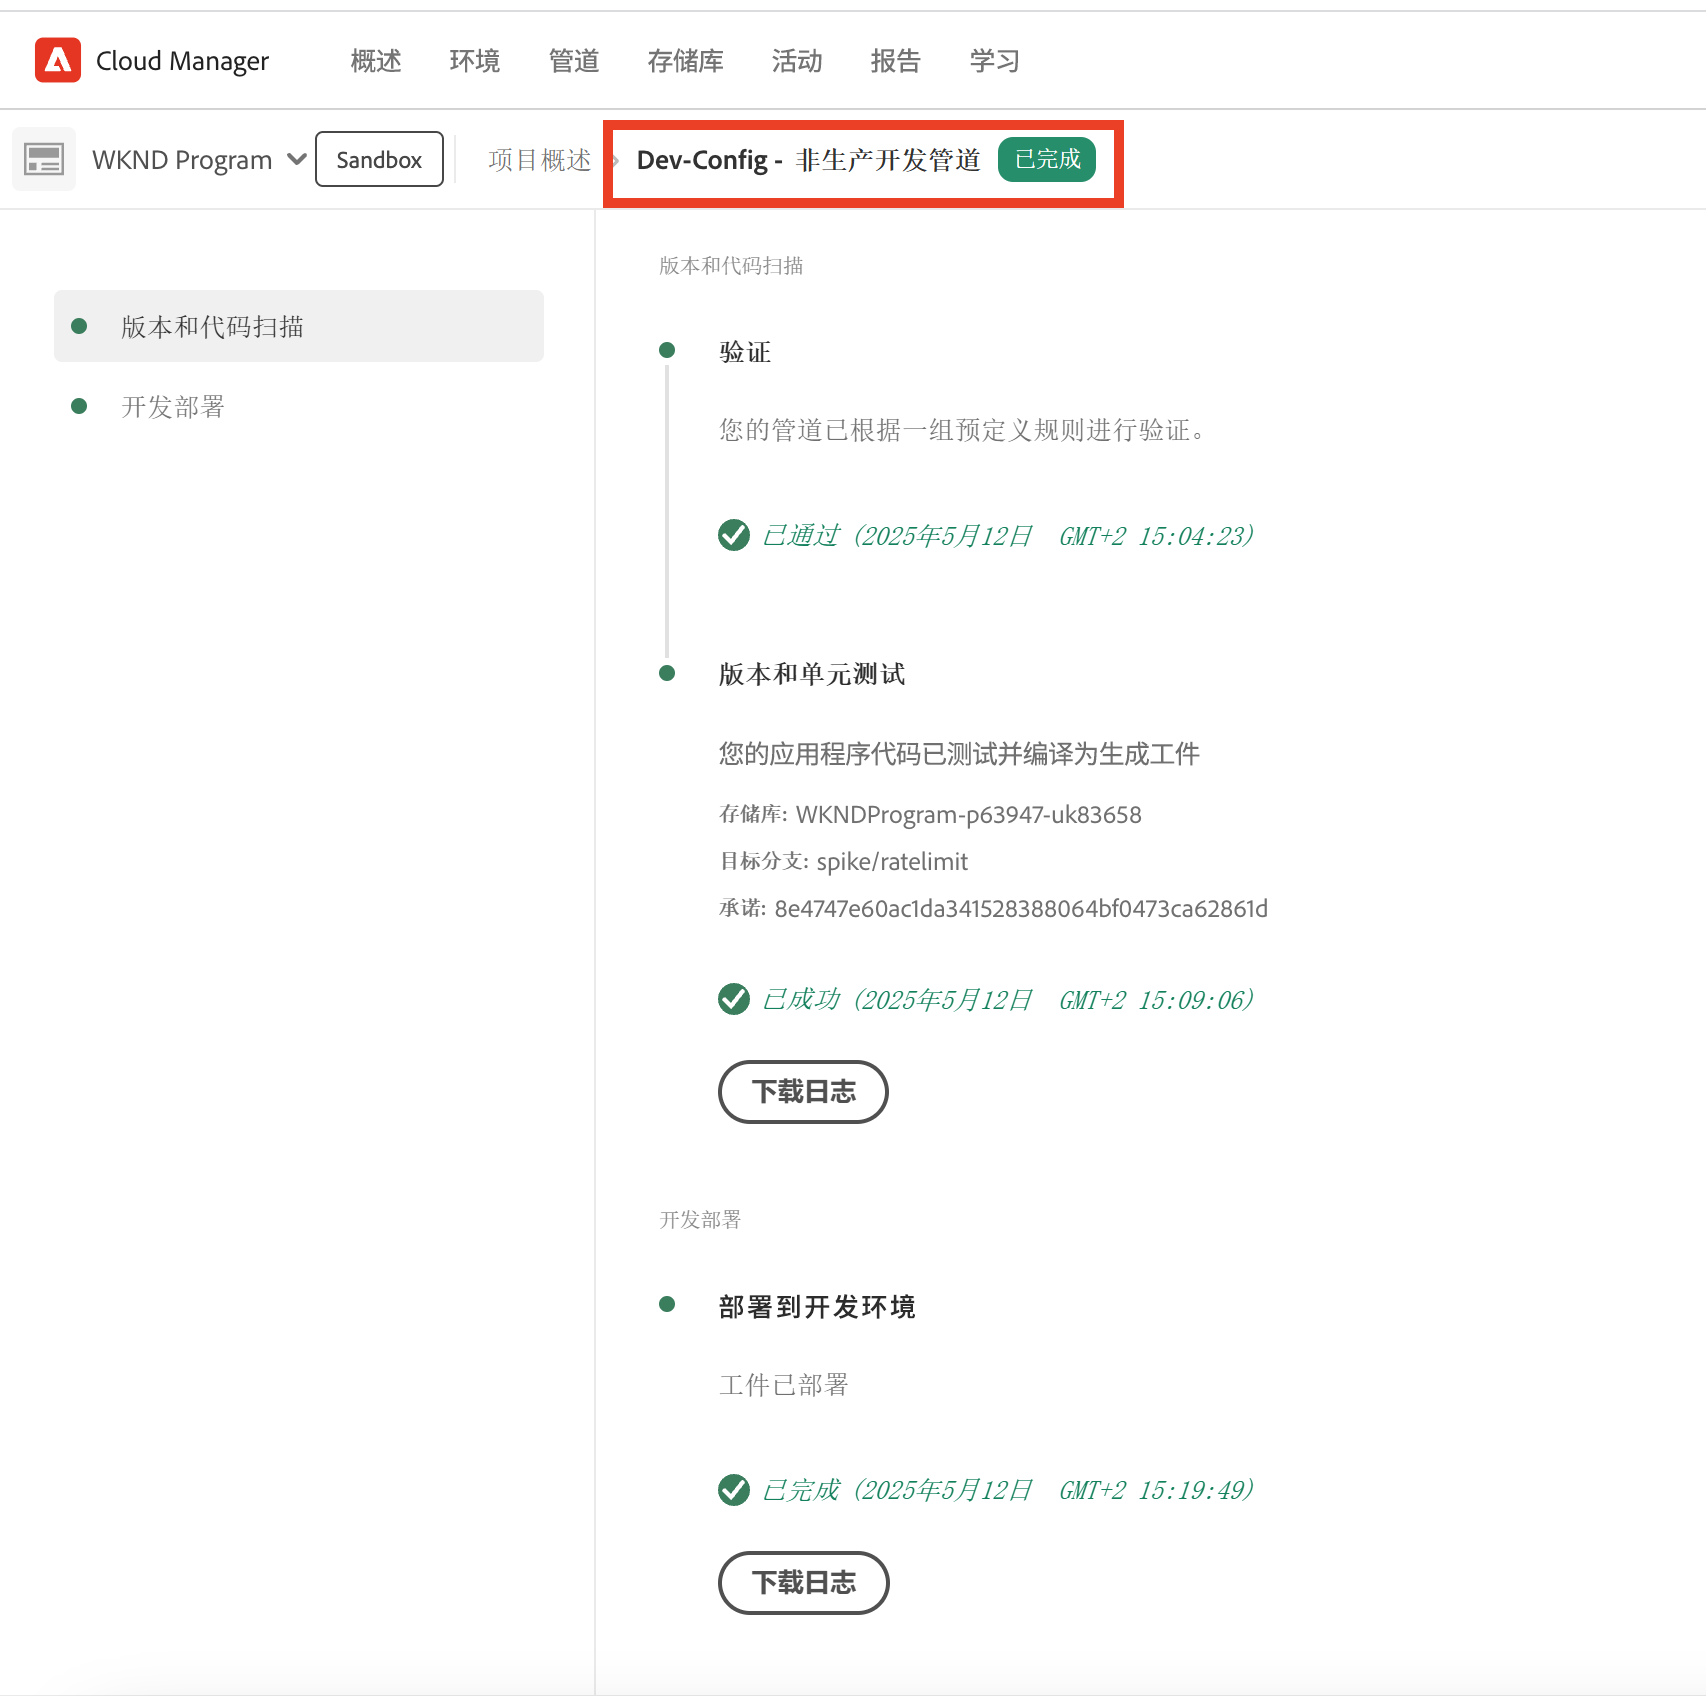 Cloud Manager 概述 环境 管道 存储库 活动 报告 学习
WKND Program Sandbox 项目概述 › Dev-Config - 非生产开发管道 已完成
版本和代码扫描
开发部署
版本和代码扫描
验证
您的管道已根据一组预定义规则进行验证。
已通过（2025年5月12日 GMT+2 15:04:23）
版本和单元测试
您的应用程序代码已测试并编译为生成工件
存储库: WKNDProgram-p63947-uk83658
目标分支: spike/ratelimit
承诺: 8e4747e60ac1da341528388064bf0473ca62861d
已成功（2025年5月12日 GMT+2 15:09:06）
下载日志
开发部署
部署到开发环境
工件已部署
已完成（2025年5月12日 GMT+2 15:19:49）
下载日志